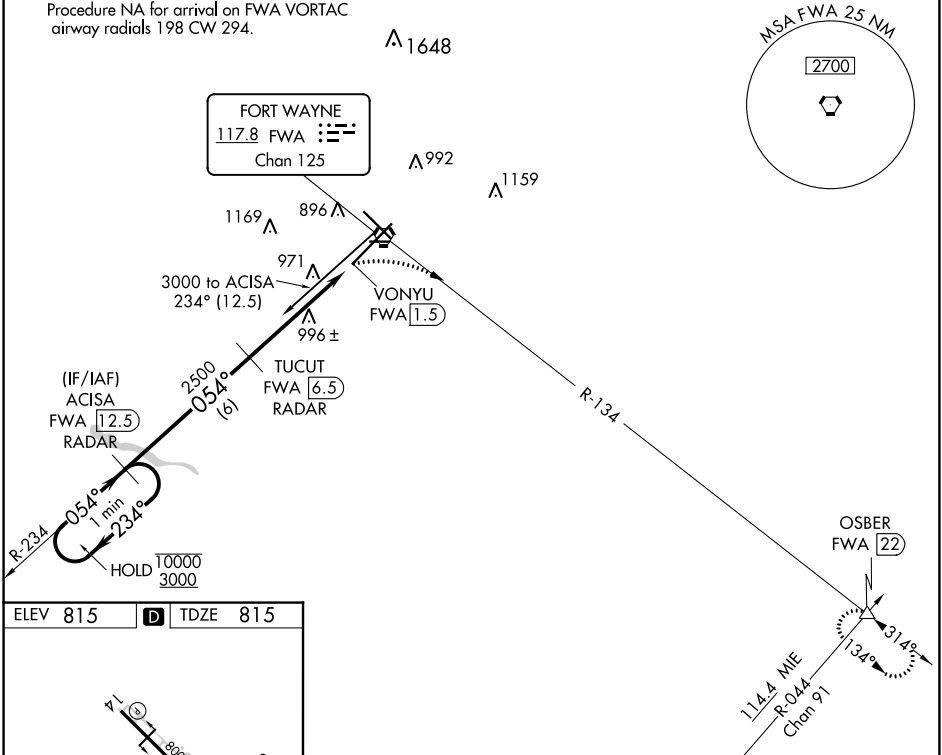 Procedure NA for arrival on FWA VORTAC
airway radials 198 CW 294.
1648
MSA FWA 25 NM
2700
FORT WAYNE
117.8 FWA
Chan 125
992
1159
1169
896
971
3000 to ACISA
234° (12.5)
VONYU
FWA 1.5
996 ±
TUCUT
FWA 6.5
RADAR
2500
054°
(6)
(IF/IAF)
ACISA
FWA 12.5
RADAR
R-134
054°
1 min
234°
R-234
HOLD 10000
3000
OSBER
FWA 22
314°
134°
114.4 MIE
R-044
Chan 91
ELEV 815 D TDZE 815
14
P